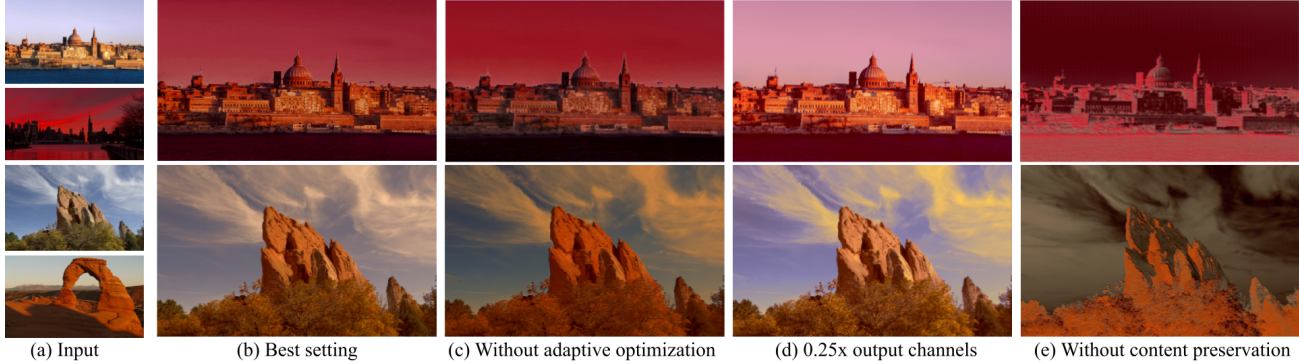 (a) Input
(b) Best setting
(c) Without adaptive optimization
(d) 0.25x output channels
(e) Without content preservation